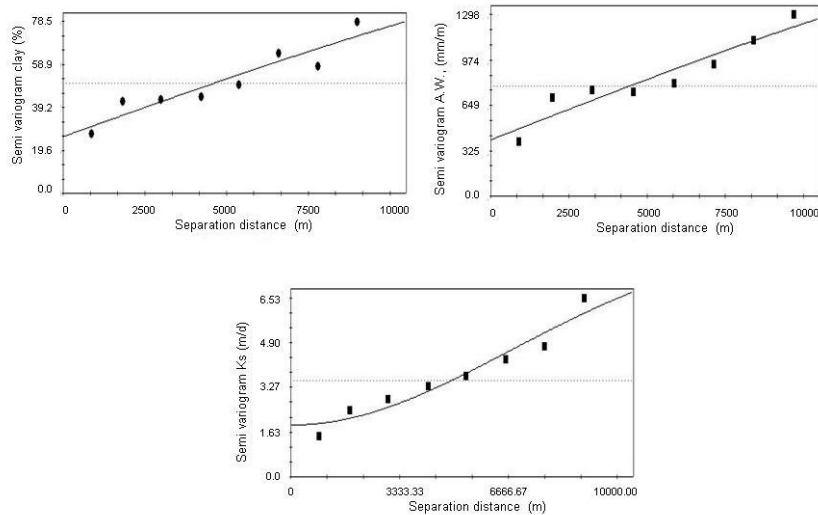 Semi variogram clay (%)
78.5
58.9
39.2
19.6
0.0
0 2500 5000 7500 10000
Separation distance (m)
Semi variogram A.W., (mm/m)
1298
974
649
325
0.0
0 2500 5000 7500 10000
Separation distance (m)
Semi variogram Ks (m/d)
6.53
4.90
3.27
1.63
0.0
0 3333.33 6666.67 10000.00
Separation distance (m)